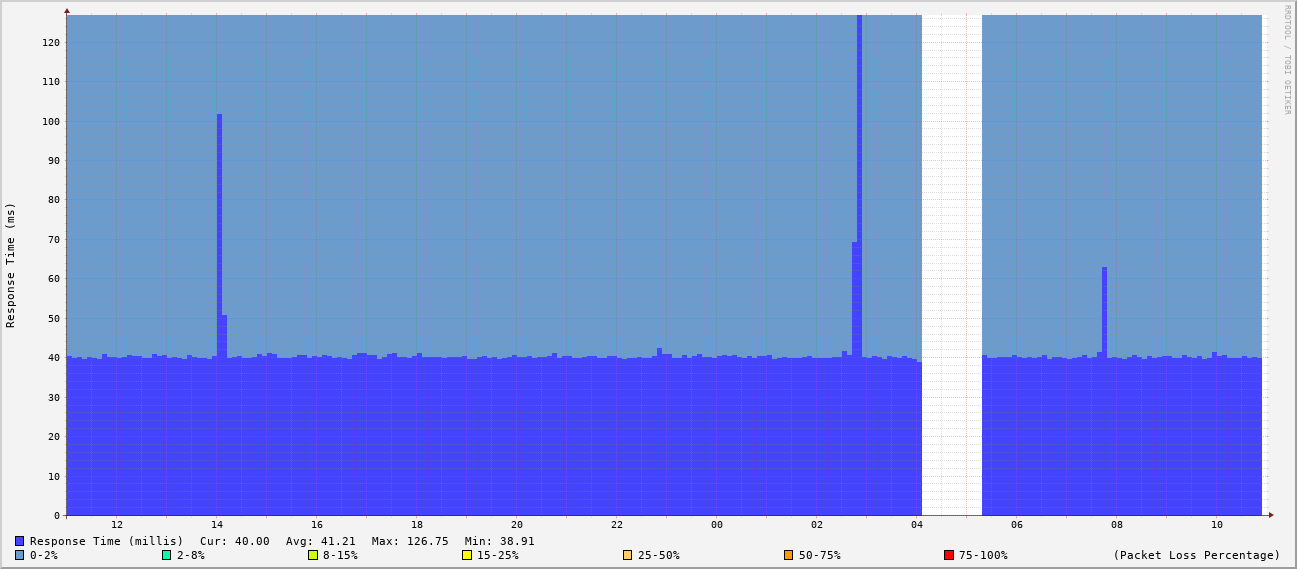 RRDTOOL / TOBI OETIKER
Response Time (ms)
120
110
100
90
80
70
60
50
40
30
20
10
0
12 14 16 18 20 22 00 02 04 06 08 10
Response Time (millis) Cur: 40.00 Avg: 41.21 Max: 126.75 Min: 38.91
0-2% 2-8% 8-15% 15-25% 25-50% 50-75% 75-100% (Packet Loss Percentage)